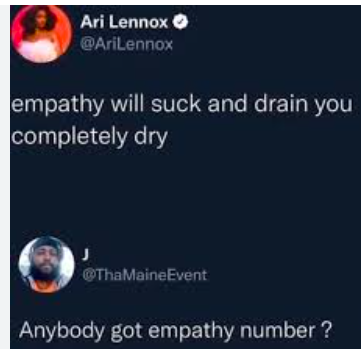 Ari Lennox
@AriLennox
empathy will suck and drain you
completely dry
J
@ThaMaineEvent
Anybody got empathy number ?